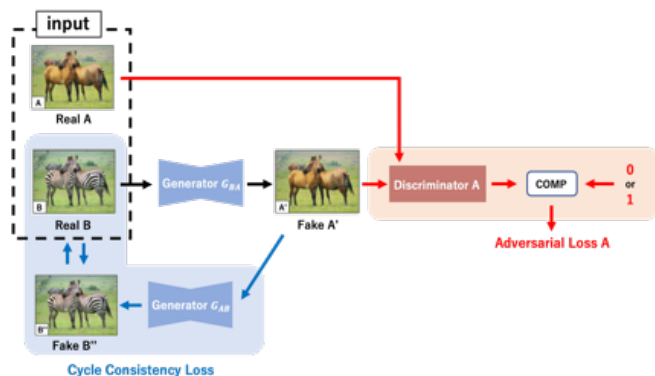 input
A
Real A
B
Real B
Generator G_BA
A'
Fake A'
Discriminator A
COMP
0
or
1
Adversarial Loss A
B"
Fake B"
Generator G_AB
Cycle Consistency Loss